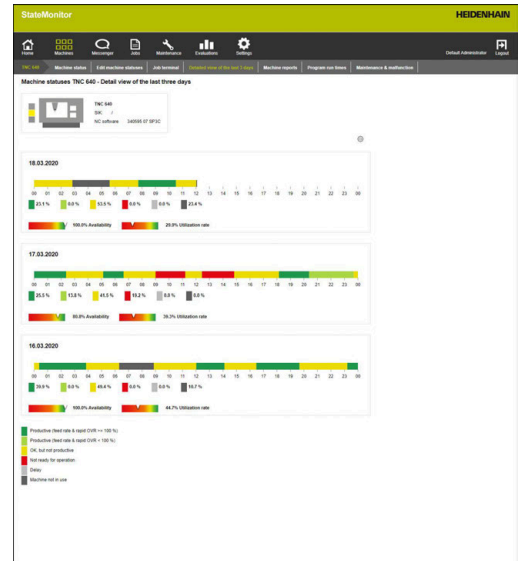 StateMonitor
HEIDENHAIN
Home Machines Messenger Jobs Maintenance Evaluations Settings Default Administrator Logout
TNC 640 Machine status Edit machine statuses Job terminal Detailed view of the last 3 days Machine reports Program run times Maintenance & malfunction
Machine statuses TNC 640 - Detail view of the last three days
TNC 640
SIK: /
NC software
18.03.2020
00 01 02 03 04 05 06 07 08 09 10 11 12 13 14 15 16 17 18 19 20 21 22 23 00
23.1 % 0.0 % 53.5 % 0.0 % 0.0 % 23.4 %
100.0% Availability Utilization rate
17.03.2020
00 01 02 03 04 05 06 07 08 09 10 11 12 13 14 15 16 17 18 19 20 21 22 23 00
25.5 % 13.8 % 41.5 % 19.2 % 0.0 % 0.0 %
80.8% Availability 39.3% Utilization rate
16.03.2020
00 01 02 03 04 05 06 07 08 09 10 11 12 13 14 15 16 17 18 19 20 21 22 23 00
39.9 % 0.0 % 49.4 % 0.0 % 0.0 % 10.7 %
100.0% Availability 44.7% Utilization rate
Productive (feed rate & rapid OVR >= 100 %)
Productive (feed rate & rapid OVR < 100 %)
OK, but not productive
Not ready for operation
Delay
Machine not in use